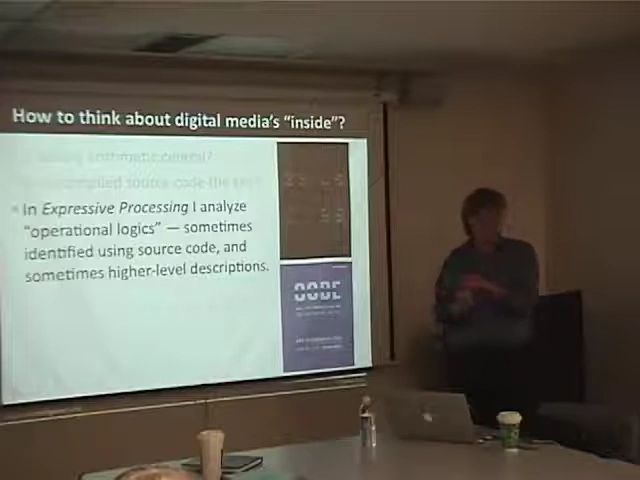 How to think about digital media's “inside”?
In Expressive Processing I analyze
“operational logics” — sometimes
identified using source code, and
sometimes higher-level descriptions.
CODE